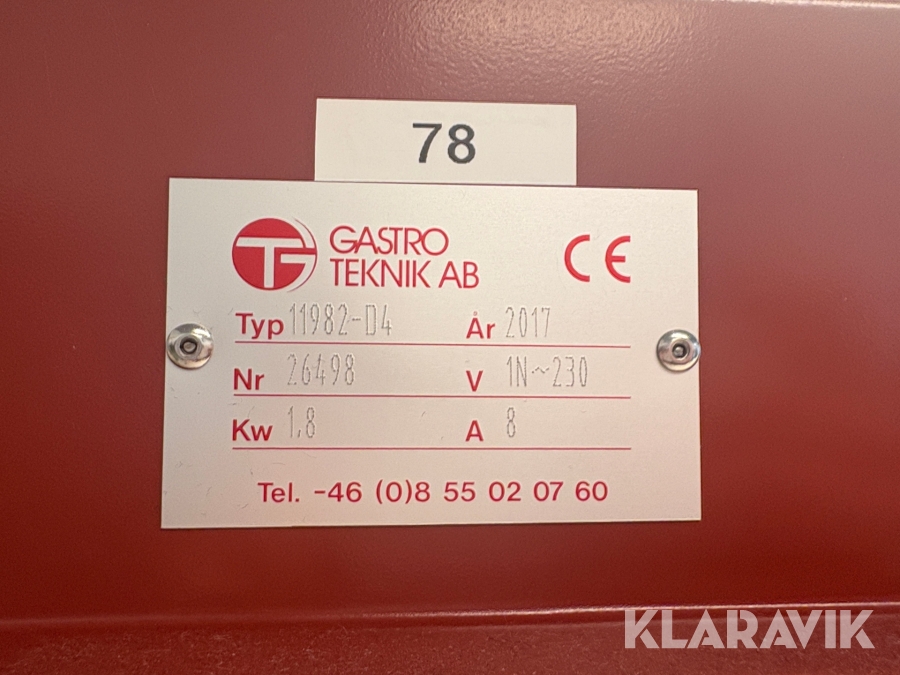 78
GASTRO
TEKNIK AB
CE
Typ 11982-D4 År 2017
Nr 26498 V 1N~230
Kw 1,8 A 8
Tel. -46 (0)8 55 02 07 60
KLARAVIK